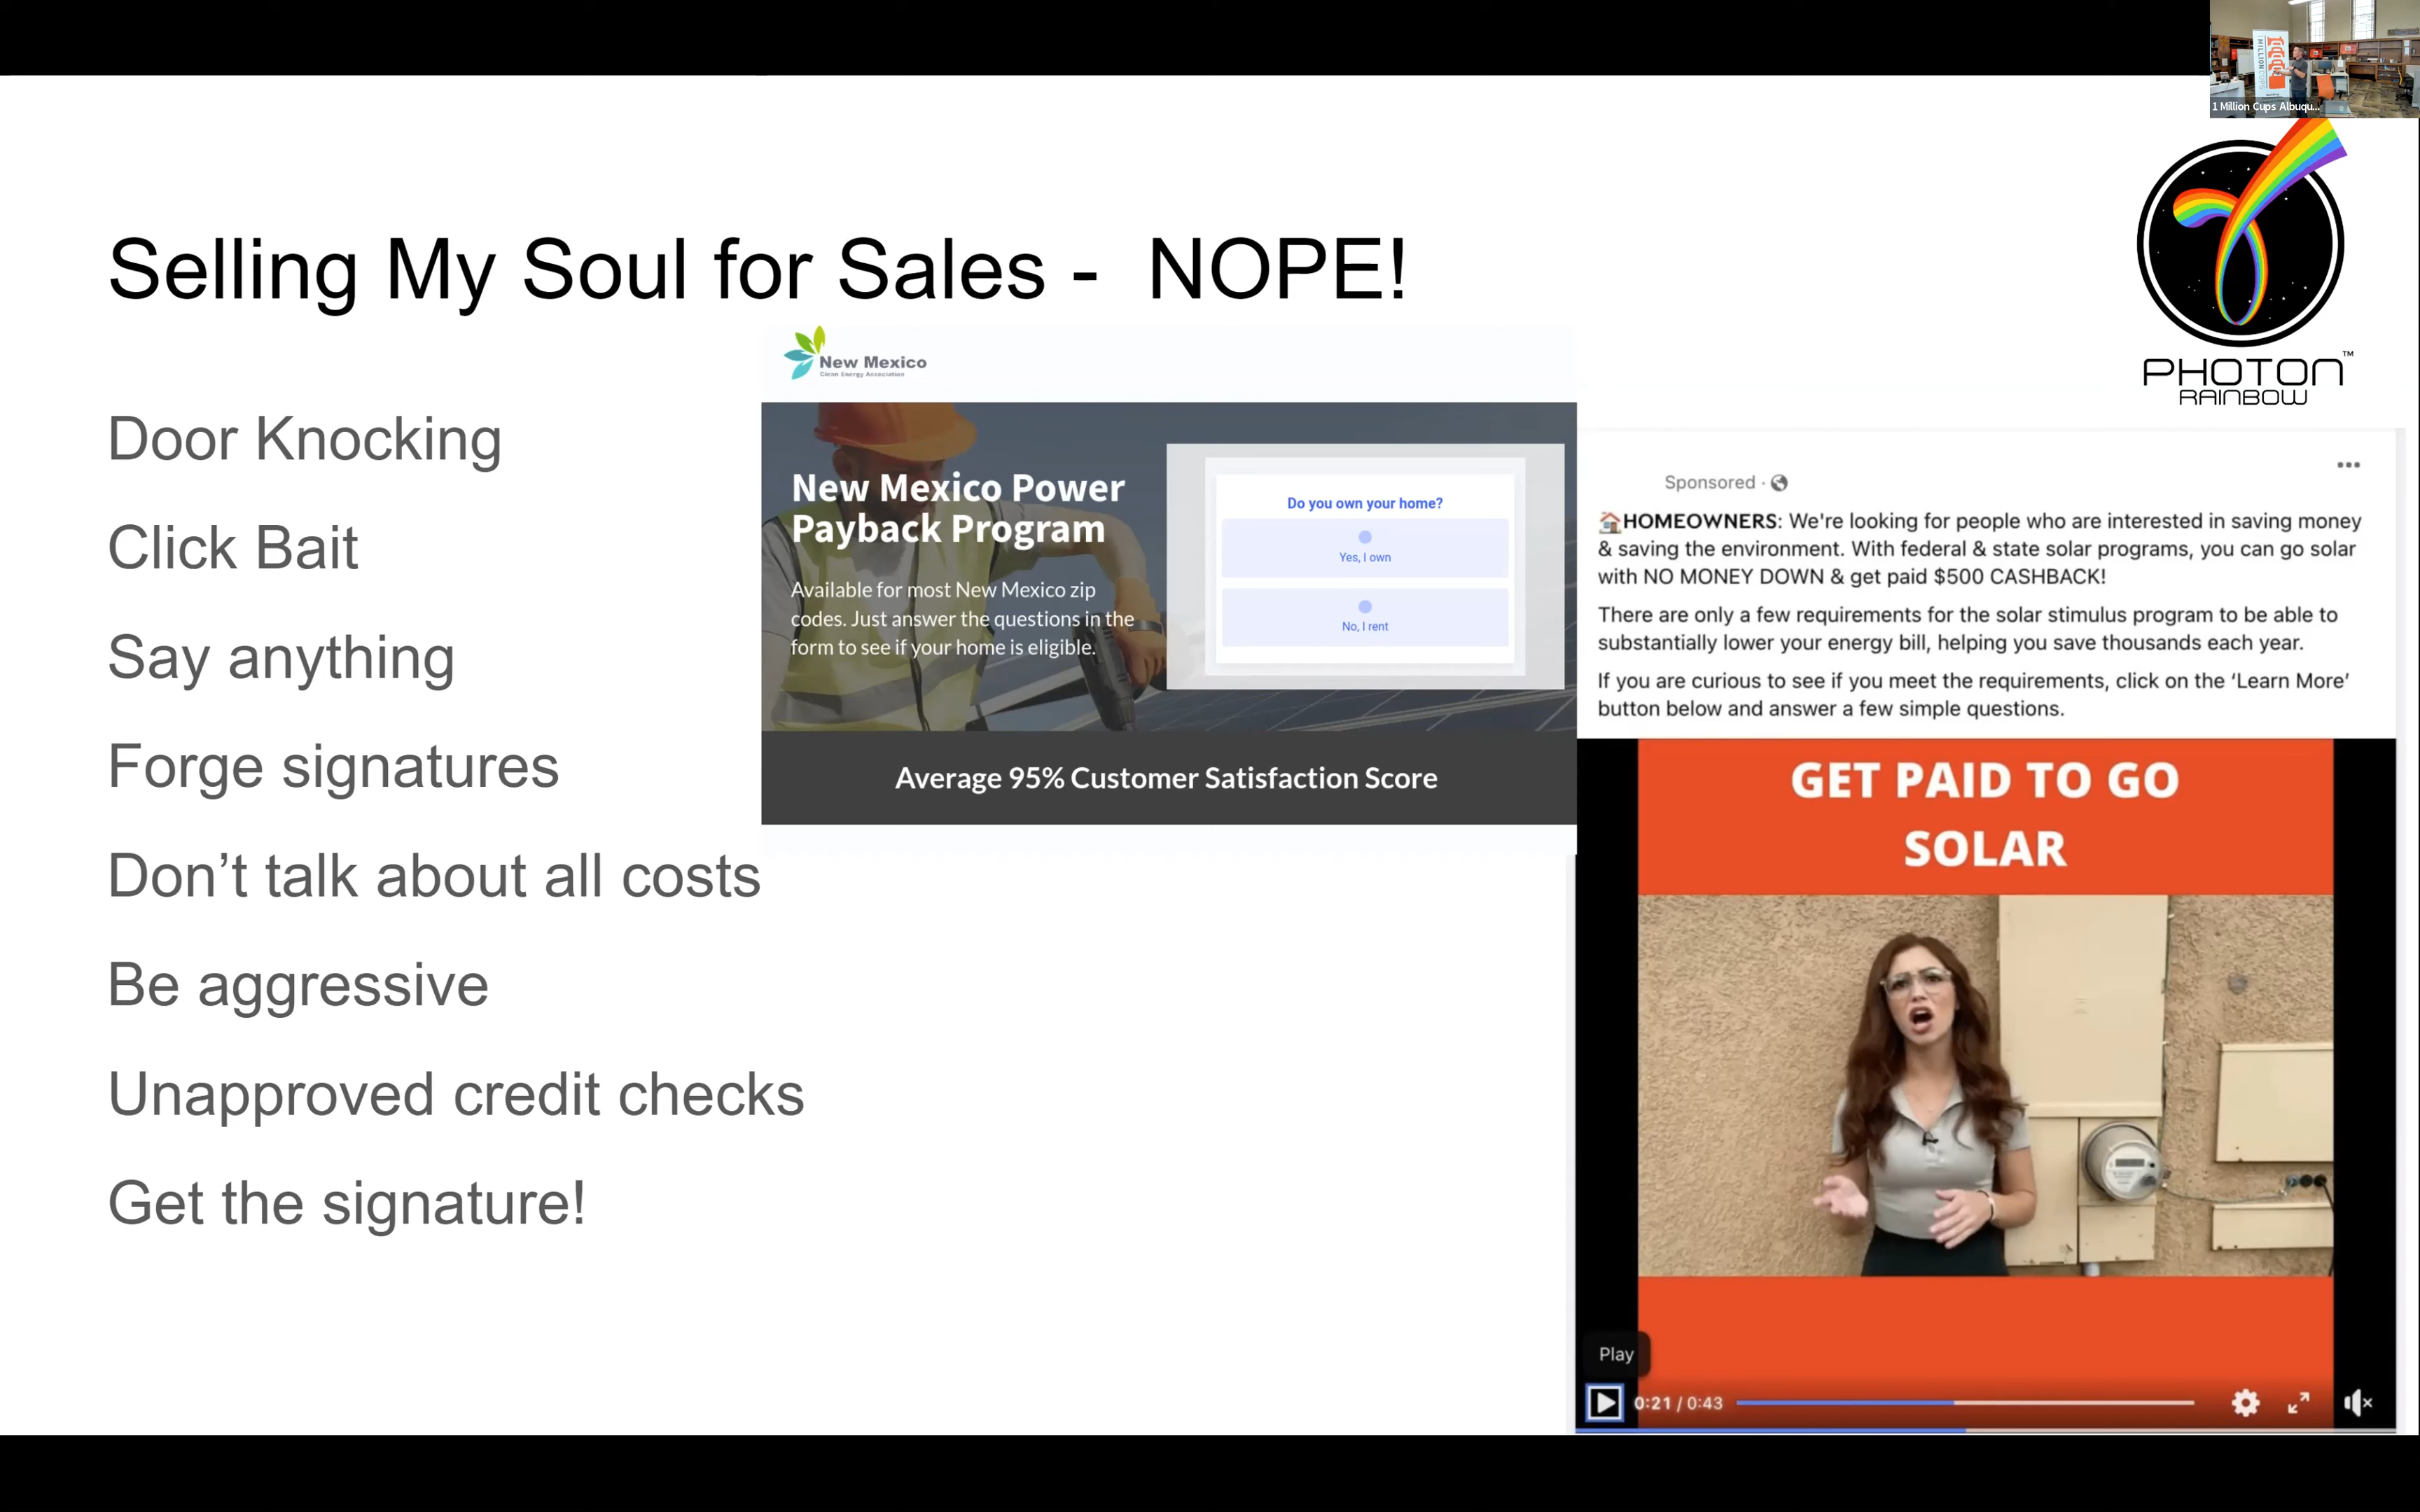 1 Million Cups Albuqu...
Selling My Soul for Sales -  NOPE!
PHOTON™
RAINBOW
Door Knocking
Click Bait
Say anything
Forge signatures
Don’t talk about all costs
Be aggressive
Unapproved credit checks
Get the signature!
New Mexico
Clean Energy Association
New Mexico Power
Payback Program
Available for most New Mexico zip
codes. Just answer the questions in the
form to see if your home is eligible.
Do you own your home?
Yes, I own
No, I rent
Average 95% Customer Satisfaction Score
Sponsored ·
HOMEOWNERS: We're looking for people who are interested in saving money
& saving the environment. With federal & state solar programs, you can go solar
with NO MONEY DOWN & get paid $500 CASHBACK!
There are only a few requirements for the solar stimulus program to be able to
substantially lower your energy bill, helping you save thousands each year.
If you are curious to see if you meet the requirements, click on the ‘Learn More’
button below and answer a few simple questions.
GET PAID TO GO
SOLAR
Play
0:21 / 0:43